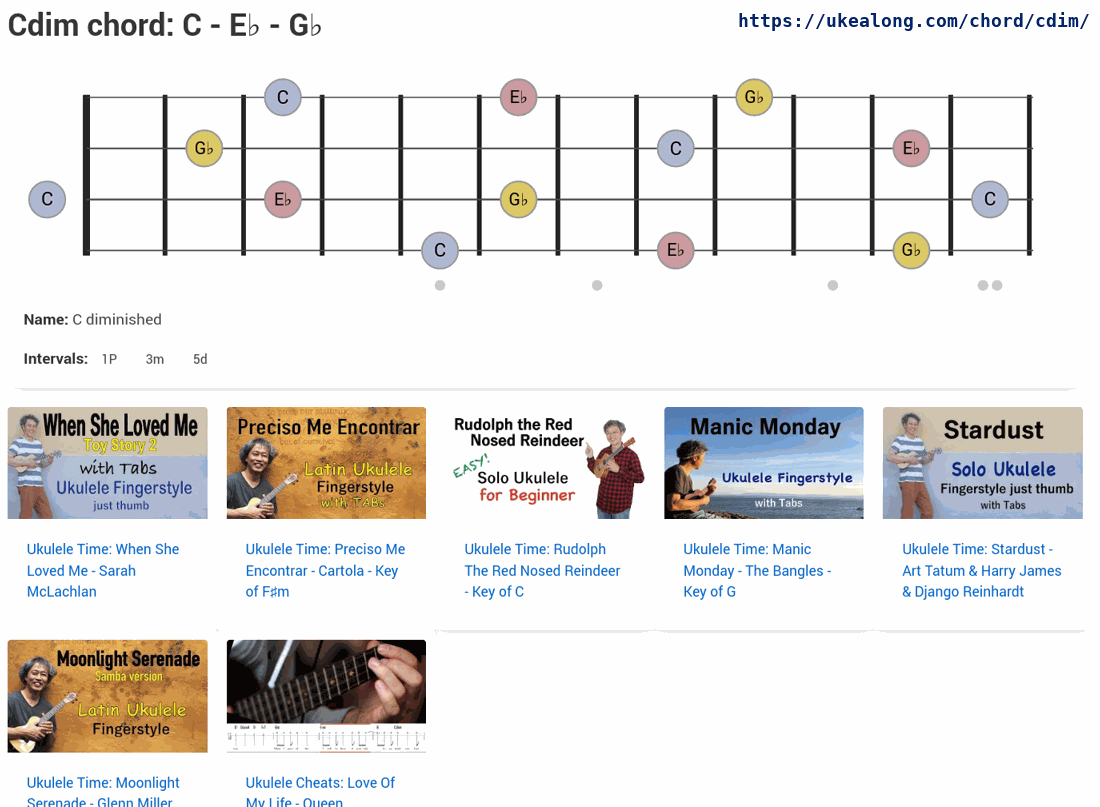 Cdim chord: C - E♭ - G♭
https://ukealong.com/chord/cdim/
C E♭ G♭
G♭ C E♭
C E♭ G♭ C
C E♭ G♭
Name: C diminished
Intervals: 1P 3m 5d
When She Loved Me
Toy Story 2
with Tabs
Ukulele Fingerstyle
just thumb
Preciso Me Encontrar
Latin Ukulele
Fingerstyle
with TABs
Rudolph the Red
Nosed Reindeer
EASY!
Solo Ukulele
for Beginner
Manic Monday
Ukulele Fingerstyle
with Tabs
Stardust
Solo Ukulele
Fingerstyle just thumb
with Tabs
Ukulele Time: When She
Loved Me - Sarah
McLachlan
Ukulele Time: Preciso Me
Encontrar - Cartola - Key
of F♯m
Ukulele Time: Rudolph
The Red Nosed Reindeer
- Key of C
Ukulele Time: Manic
Monday - The Bangles -
Key of G
Ukulele Time: Stardust -
Art Tatum & Harry James
& Django Reinhardt
Moonlight Serenade
Samba version
Latin Ukulele
Fingerstyle
Ukulele Time: Moonlight
Serenade - Glenn Miller
Ukulele Cheats: Love Of
My Life - Queen